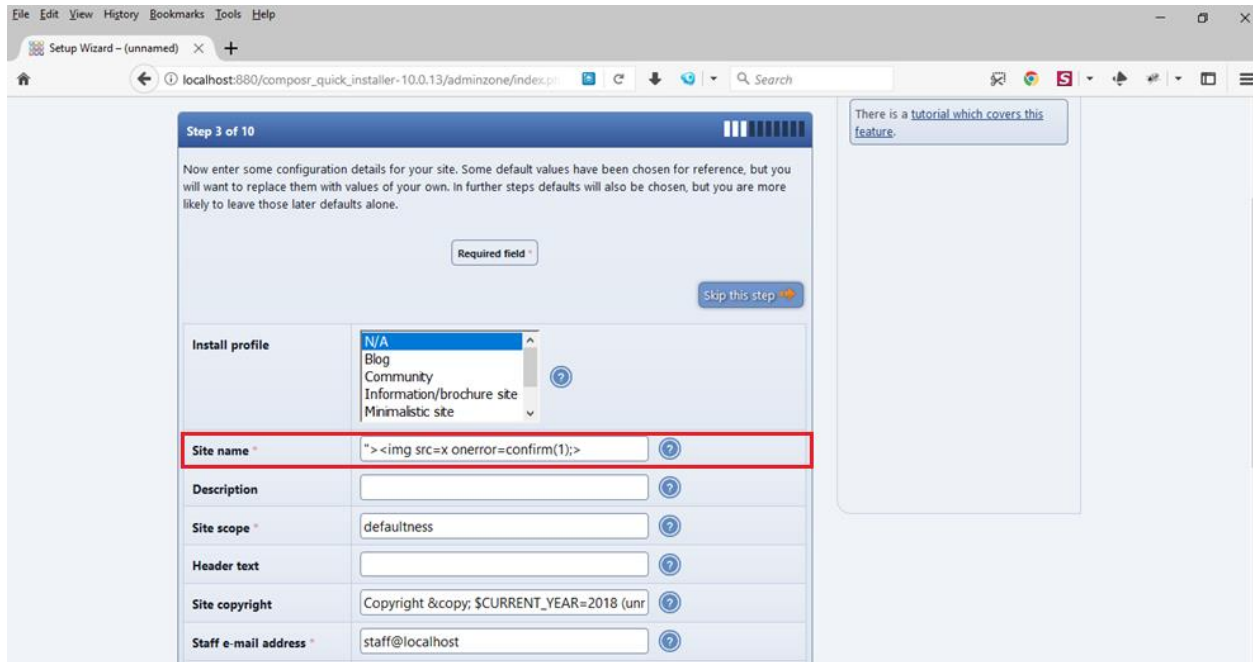 File Edit View History Bookmarks Tools Help
Setup Wizard – (unnamed)
localhost:880/composr_quick_installer-10.0.13/adminzone/index.p
Search
Step 3 of 10
There is a tutorial which covers this
feature.
Now enter some configuration details for your site. Some default values have been chosen for reference, but you
will want to replace them with values of your own. In further steps defaults will also be chosen, but you are more
likely to leave those later defaults alone.
Required field *
Skip this step
Install profile
N/A
Blog
Community
Information/brochure site
Minimalistic site
Site name * "><img src=x onerror=confirm(1);>
Description
Site scope * defaultness
Header text
Site copyright Copyright &copy; $CURRENT_YEAR=2018 (unr
Staff e-mail address * staff@localhost